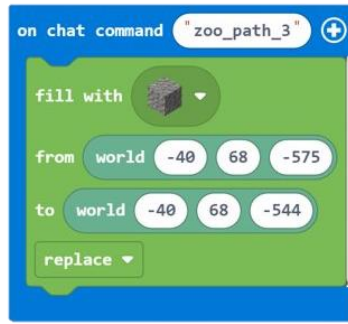 on chat command "zoo_path_3"
fill with
from world -40 68 -575
to world -40 68 -544
replace